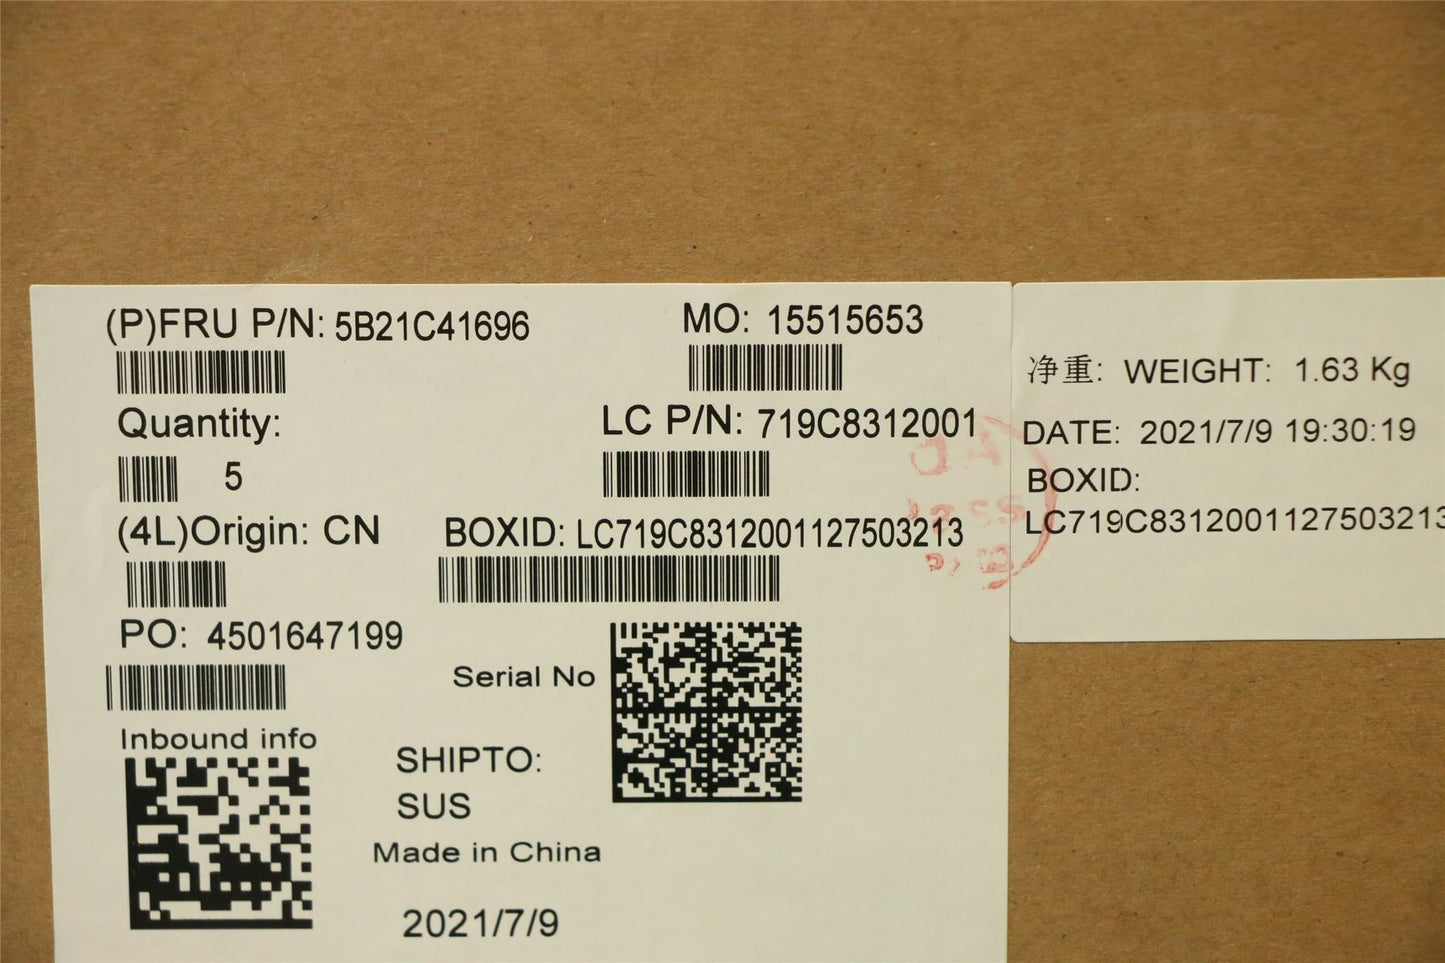 (P)FRU P/N: 5B21C41696
MO: 15515653
Quantity:
5
LC P/N: 719C8312001
(4L)Origin: CN
BOXID: LC719C8312001127503213
PO: 4501647199
Serial No
Inbound info
SHIPTO:
SUS
Made in China
2021/7/9
净重: WEIGHT: 1.63 Kg
DATE: 2021/7/9 19:30:19
BOXID:
LC719C8312001127503213